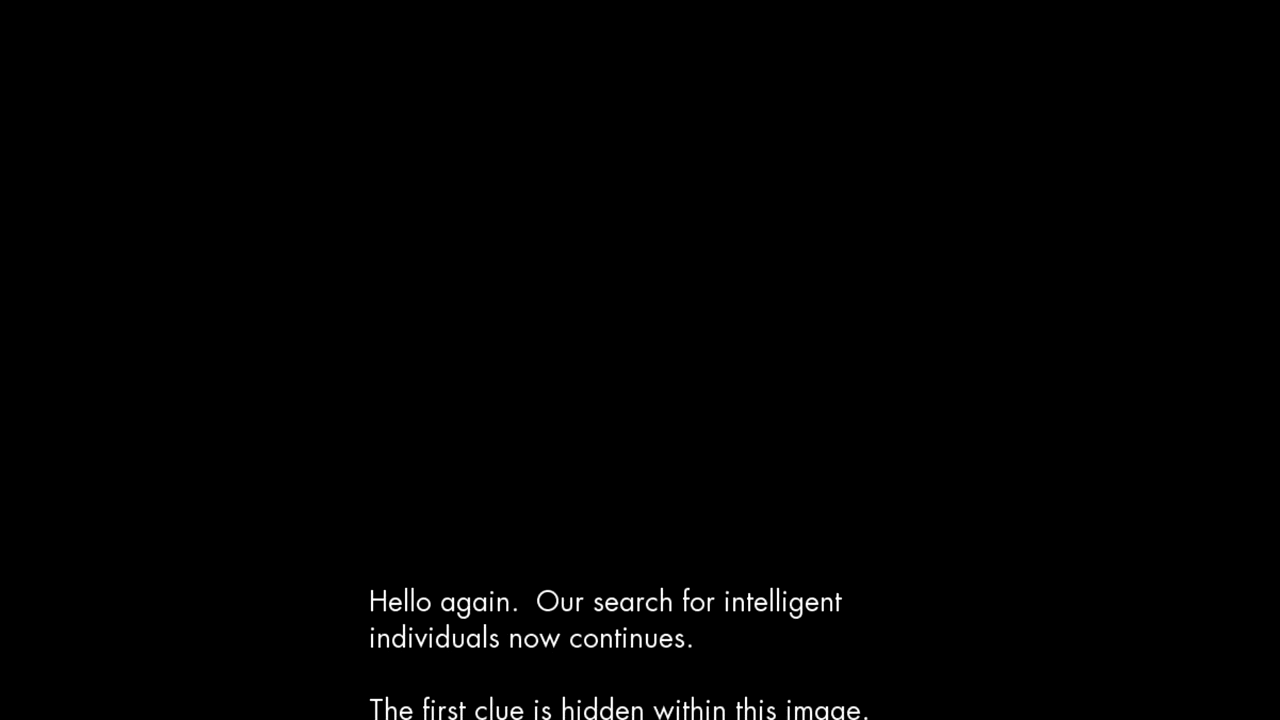 Hello again.  Our search for intelligent
individuals now continues.
The first clue is hidden within this image.